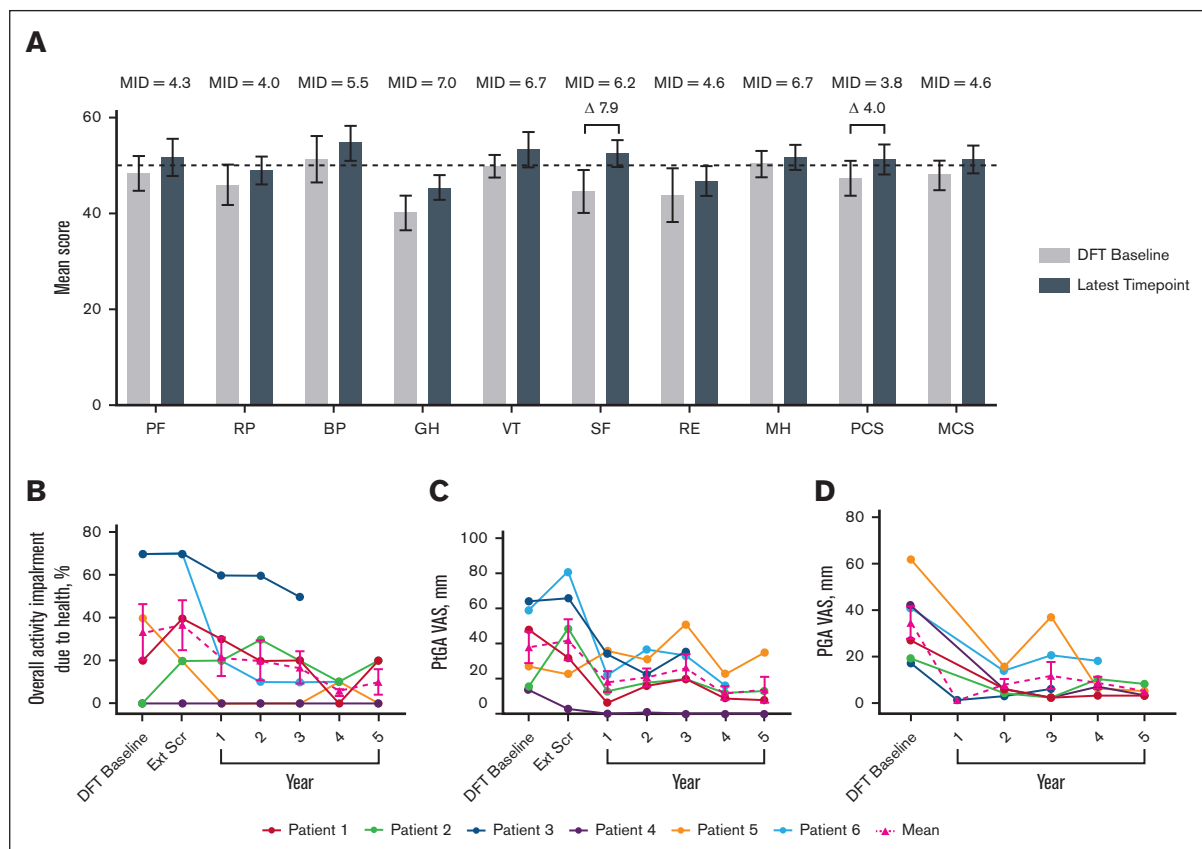 A
MID = 4.3 MID = 4.0 MID = 5.5 MID = 7.0 MID = 6.7 MID = 6.2 MID = 4.6 MID = 6.7 MID = 3.8 MID = 4.6
Δ 7.9 Δ 4.0
Mean score
60
40
20
0
PF RP BP GH VT SF RE MH PCS MCS
DFT Baseline
Latest Timepoint
B
Overall activity impalrment
due to health, %
80
60
40
20
0
DFT Baseline Ext Scr 1 2 3 4 5
Year
C
PtGA VAS, mm
100
80
60
40
20
0
DFT Baseline Ext Scr 1 2 3 4 5
Year
D
PGA VAS, mm
80
60
40
20
0
DFT Baseline 1 2 3 4 5
Year
Patient 1 Patient 2 Patient 3 Patient 4 Patient 5 Patient 6 Mean